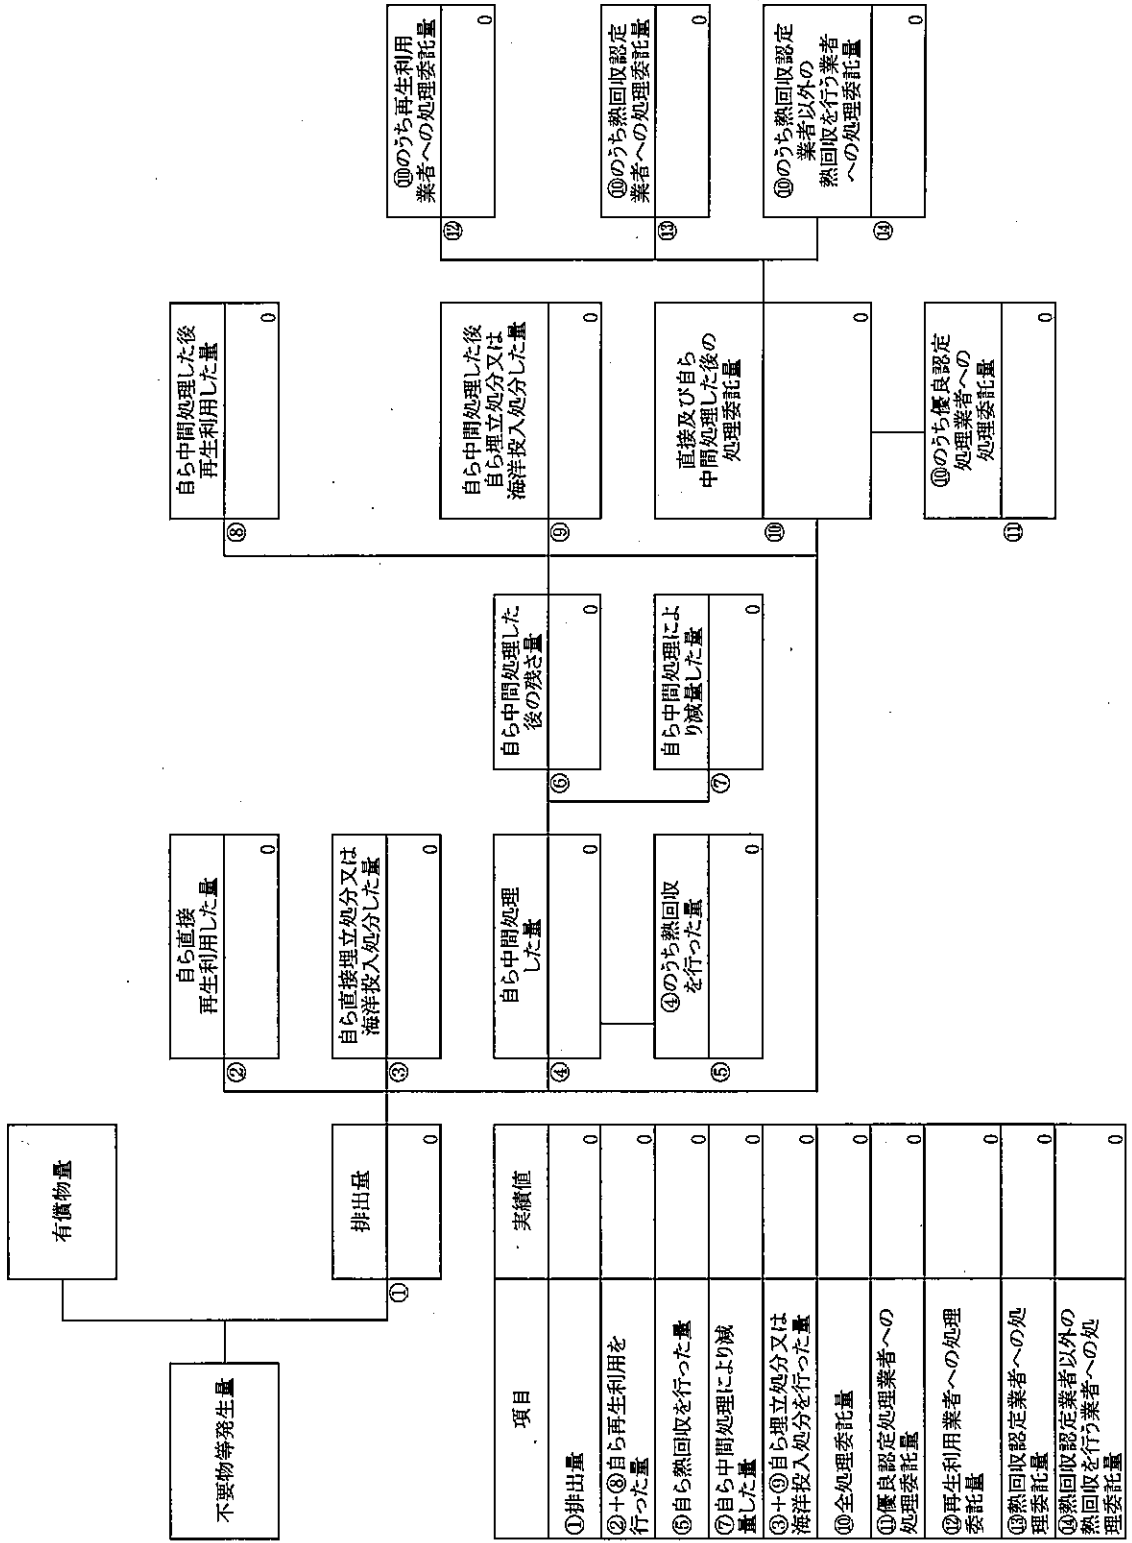 不要物等発生量
有償物量
排出量
①
0
②
自ら直接
再生利用した量
0
③
自ら直接埋立処分又は
海洋投入処分した量
0
④
自ら中間処理
した量
0
⑤
④のうち熱回収
を行った量
0
⑥
自ら中間処理した
後の残さ量
0
⑦
自ら中間処理によ
り減量した量
0
⑧
自ら中間処理した後
再生利用した量
0
⑨
自ら中間処理した後
自ら埋立処分又は
海洋投入処分した量
0
⑩
直接及び自ら
中間処理した後の
処理委託量
0
⑪
⑩のうち優良認定
処理業者への
処理委託量
0
⑫
⑩のうち再生利用
業者への処理委託量
0
⑬
⑩のうち熱回収認定
業者への処理委託量
0
⑭
⑩のうち熱回収認定
業者以外の
熱回収を行う業者
への処理委託量
0
項目 実績値
①排出量 0
②+⑧自ら再生利用を
行った量 0
⑤自ら熱回収を行った量 0
⑦自ら中間処理により減
量した量 0
③+⑨自ら埋立処分又は
海洋投入処分を行った量 0
⑩全処理委託量 0
⑪優良認定処理業者への
処理委託量 0
⑫再生利用業者への処理
委託量 0
⑬熱回収認定業者への処
理委託量 0
⑭熱回収認定業者以外の
熱回収を行う業者への処
理委託量 0